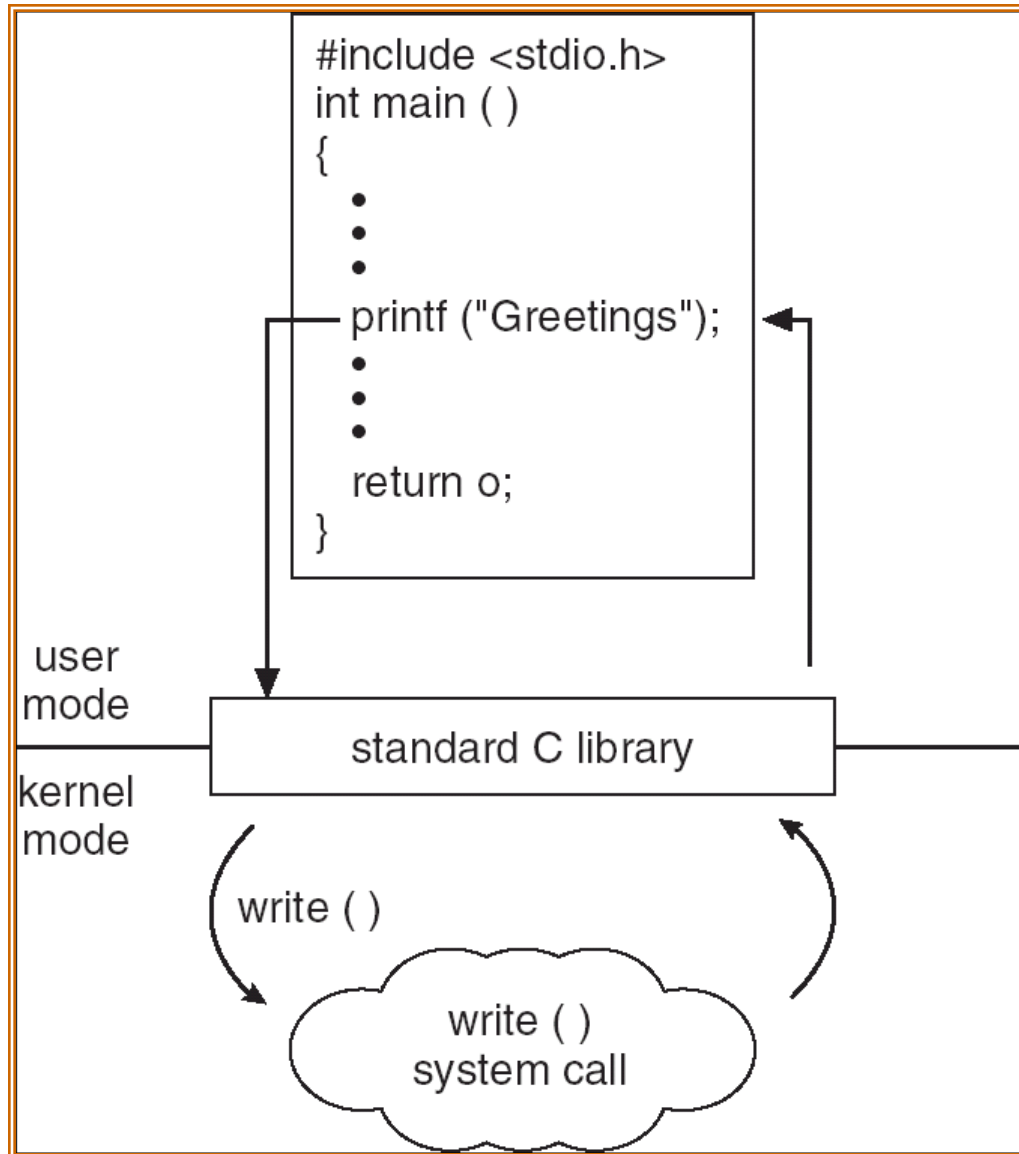 #include <stdio.h>
int main ( )
{
•
•
•
printf ("Greetings");
•
•
•
return o;
}
user
mode
standard C library
kernel
mode
write ( )
write ( )
system call